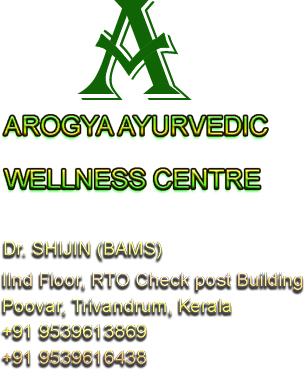 A
AROGYA AYURVEDIC
WELLNESS CENTRE
Dr. SHIJIN (BAMS)
IInd Floor, RTO Check post Building
Poovar, Trivandrum, Kerala
+91 9539613869
+91 9539616438